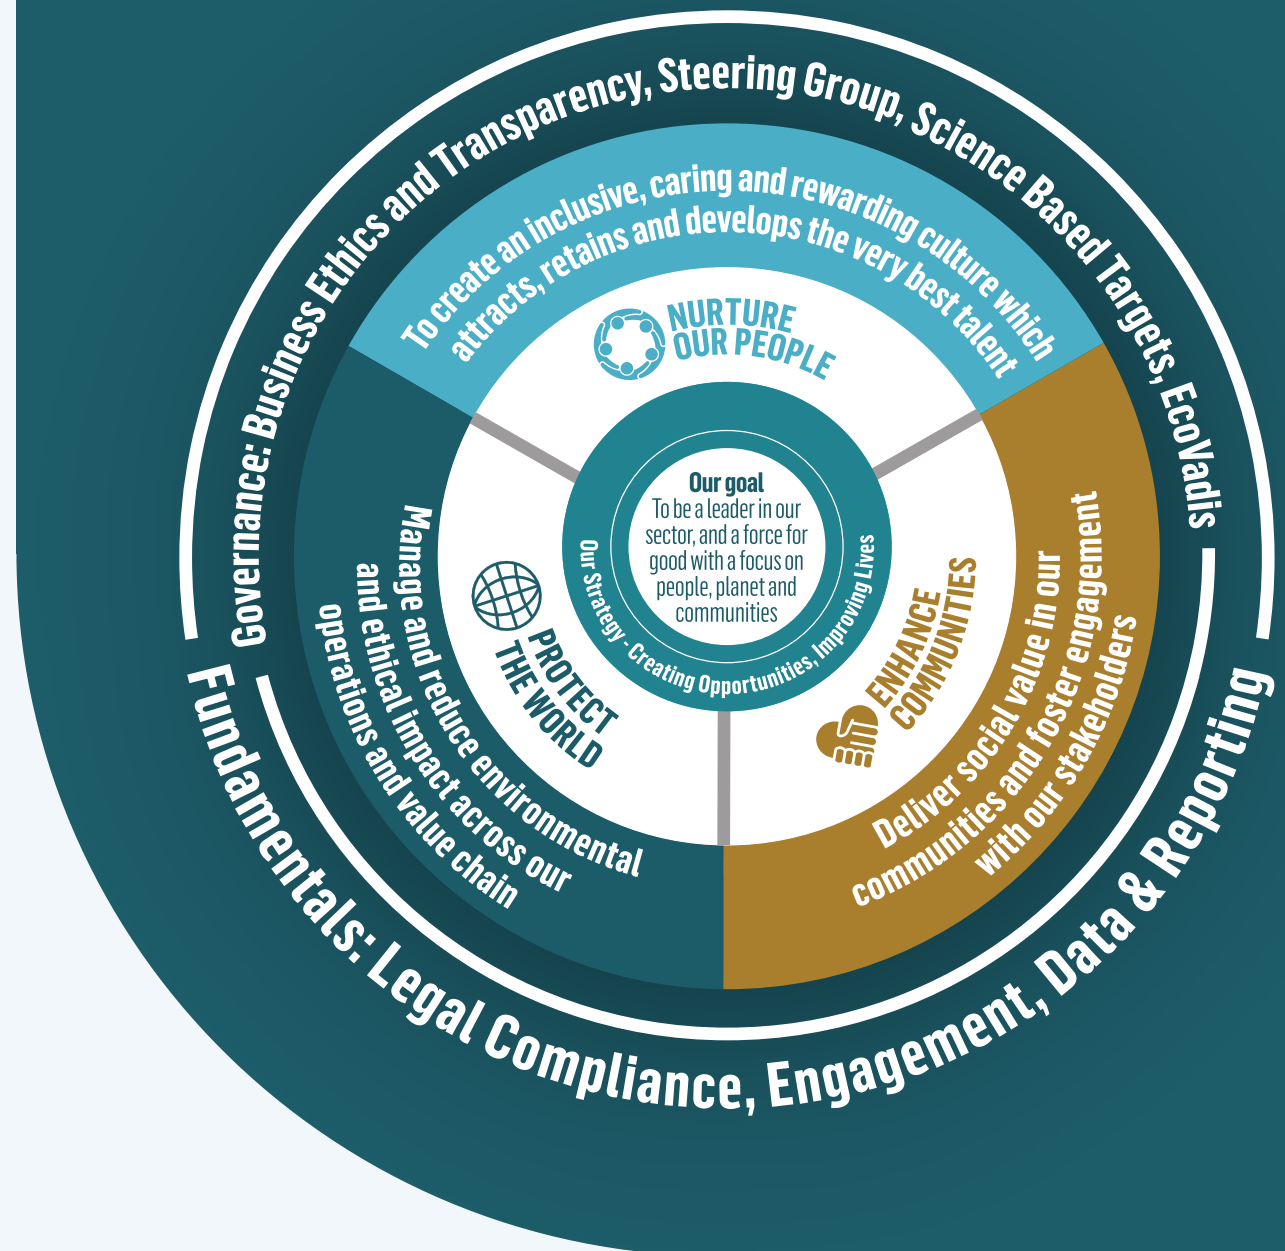 Governance: Business Ethics and Transparency, Steering Group, Science Based Targets, EcoVadis
To create an inclusive, caring and rewarding culture which
attracts, retains and develops the very best talent
NURTURE
OUR PEOPLE
Our goal
To be a leader in our
sector, and a force for
good with a focus on
people, planet and
communities
Our Strategy - Creating Opportunities, Improving Lives
PROTECT
THE WORLD
Manage and reduce environmental
and ethical impact across our
operations and value chain
ENHANCE
COMMUNITIES
Deliver social value in our
communities and foster engagement
with our stakeholders
Fundamentals: Legal Compliance, Engagement, Data & Reporting